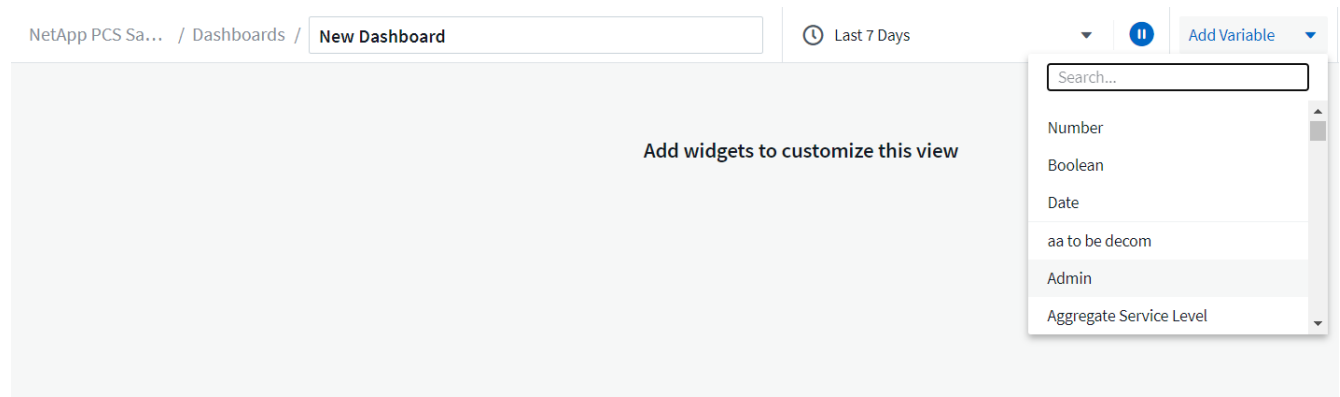 NetApp PCS Sa... / Dashboards / New Dashboard Last 7 Days Add Variable
Search...
Number
Add widgets to customize this view
Boolean
Date
aa to be decom
Admin
Aggregate Service Level